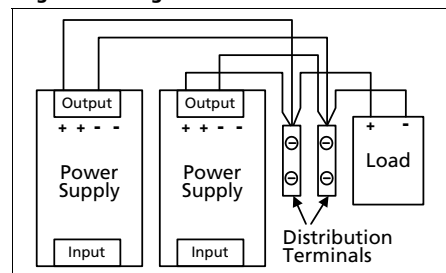 Output
+ + - -
Power
Supply
Input
Output
+ + - -
Power
Supply
Input
+ -
Load
Distribution
Terminals